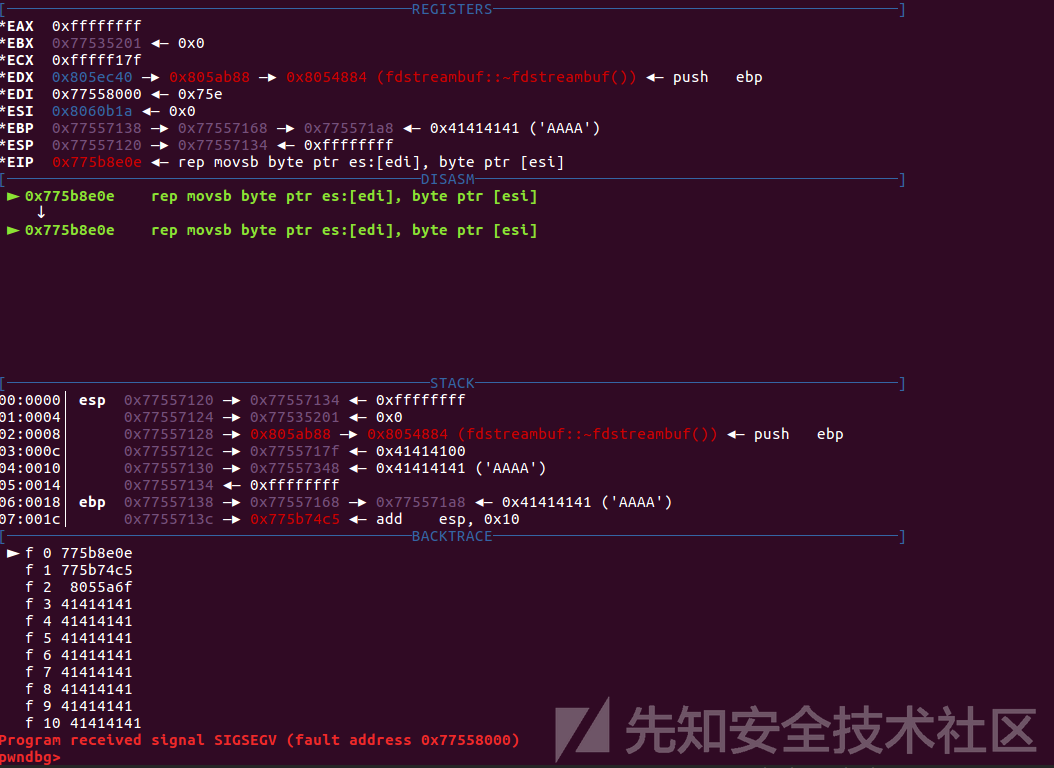 [─REGISTERS─]
*EAX  0xffffffff
*EBX  0x77535201 ◂— 0x0
*ECX  0xfffff17f
*EDX  0x805ec40 —▸ 0x805ab88 —▸ 0x8054884 (fdstreambuf::~fdstreambuf()) ◂— push   ebp
*EDI  0x77558000 ◂— 0x75e
*ESI  0x8060b1a ◂— 0x0
*EBP  0x77557138 —▸ 0x77557168 —▸ 0x775571a8 ◂— 0x41414141 ('AAAA')
*ESP  0x77557120 —▸ 0x77557134 ◂— 0xffffffff
*EIP  0x775b8e0e ◂— rep movsb byte ptr es:[edi], byte ptr [esi]
[─DISASM─]
► 0x775b8e0e    rep movsb byte ptr es:[edi], byte ptr [esi]
↓
► 0x775b8e0e    rep movsb byte ptr es:[edi], byte ptr [esi]
[─STACK─]
00:0000│  esp  0x77557120 —▸ 0x77557134 ◂— 0xffffffff
01:0004│       0x77557124 —▸ 0x77535201 ◂— 0x0
02:0008│       0x77557128 —▸ 0x805ab88 —▸ 0x8054884 (fdstreambuf::~fdstreambuf()) ◂— push   ebp
03:000c│       0x7755712c —▸ 0x7755717f ◂— 0x41414100
04:0010│       0x77557130 —▸ 0x77557348 ◂— 0x41414141 ('AAAA')
05:0014│       0x77557134 ◂— 0xffffffff
06:0018│  ebp  0x77557138 —▸ 0x77557168 —▸ 0x775571a8 ◂— 0x41414141 ('AAAA')
07:001c│       0x7755713c —▸ 0x775b74c5 ◂— add    esp, 0x10
[─BACKTRACE─]
► f 0 775b8e0e
f 1 775b74c5
f 2  8055a6f
f 3 41414141
f 4 41414141
f 5 41414141
f 6 41414141
f 7 41414141
f 8 41414141
f 9 41414141
f 10 41414141
Program received signal SIGSEGV (fault address 0x77558000)
pwndbg>
先知安全技术社区